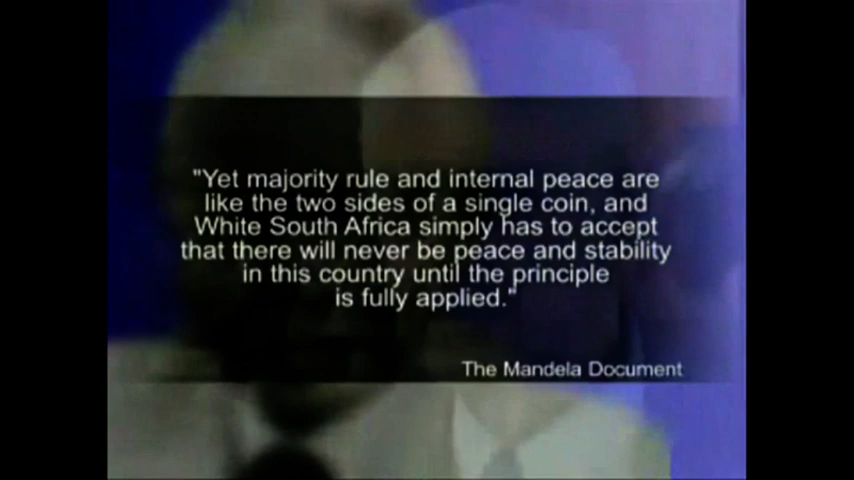 "Yet majority rule and internal peace are
like the two sides of a single coin, and
White South Africa simply has to accept
that there will never be peace and stability
in this country until the principle
is fully applied."
The Mandela Document